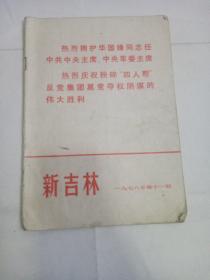 热烈拥护华国锋同志任
中共中央主席、中央军委主席
热烈庆祝粉碎“四人帮”
反党集团篡党夺权阴谋的
伟大胜利
新吉林
一九七六年第十一期